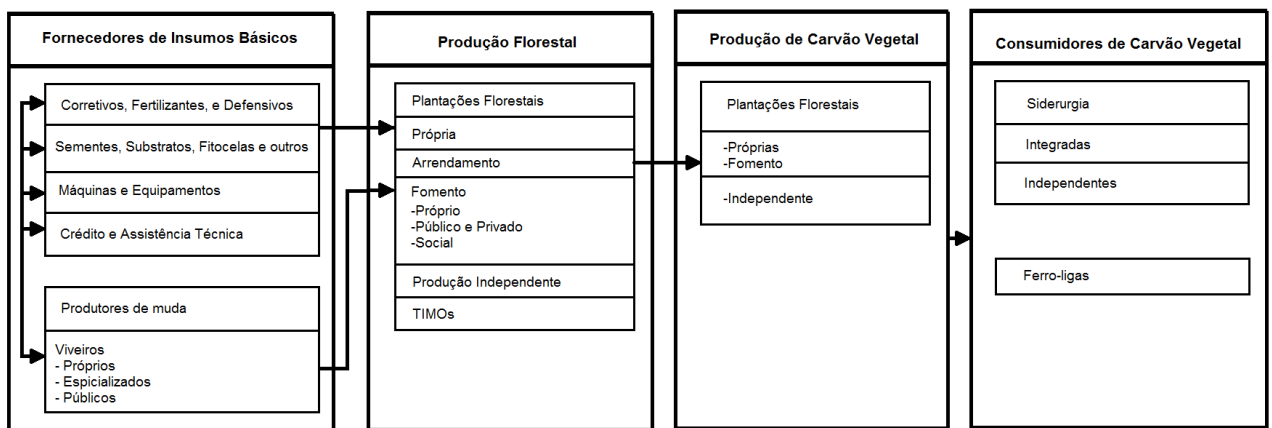 Fornecedores de Insumos Básicos
Corretivos, Fertilizantes, e Defensivos
Sementes, Substratos, Fitocelas e outros
Máquinas e Equipamentos
Crédito e Assistência Técnica
Produtores de muda
Viveiros
- Próprios
- Espicializados
- Públicos
Produção Florestal
Plantações Florestais
Própria
Arrendamento
Fomento
-Próprio
-Público e Privado
-Social
Produção Independente
TIMOs
Produção de Carvão Vegetal
Plantações Florestais
-Próprias
-Fomento
-Independente
Consumidores de Carvão Vegetal
Siderurgia
Integradas
Independentes
Ferro-ligas